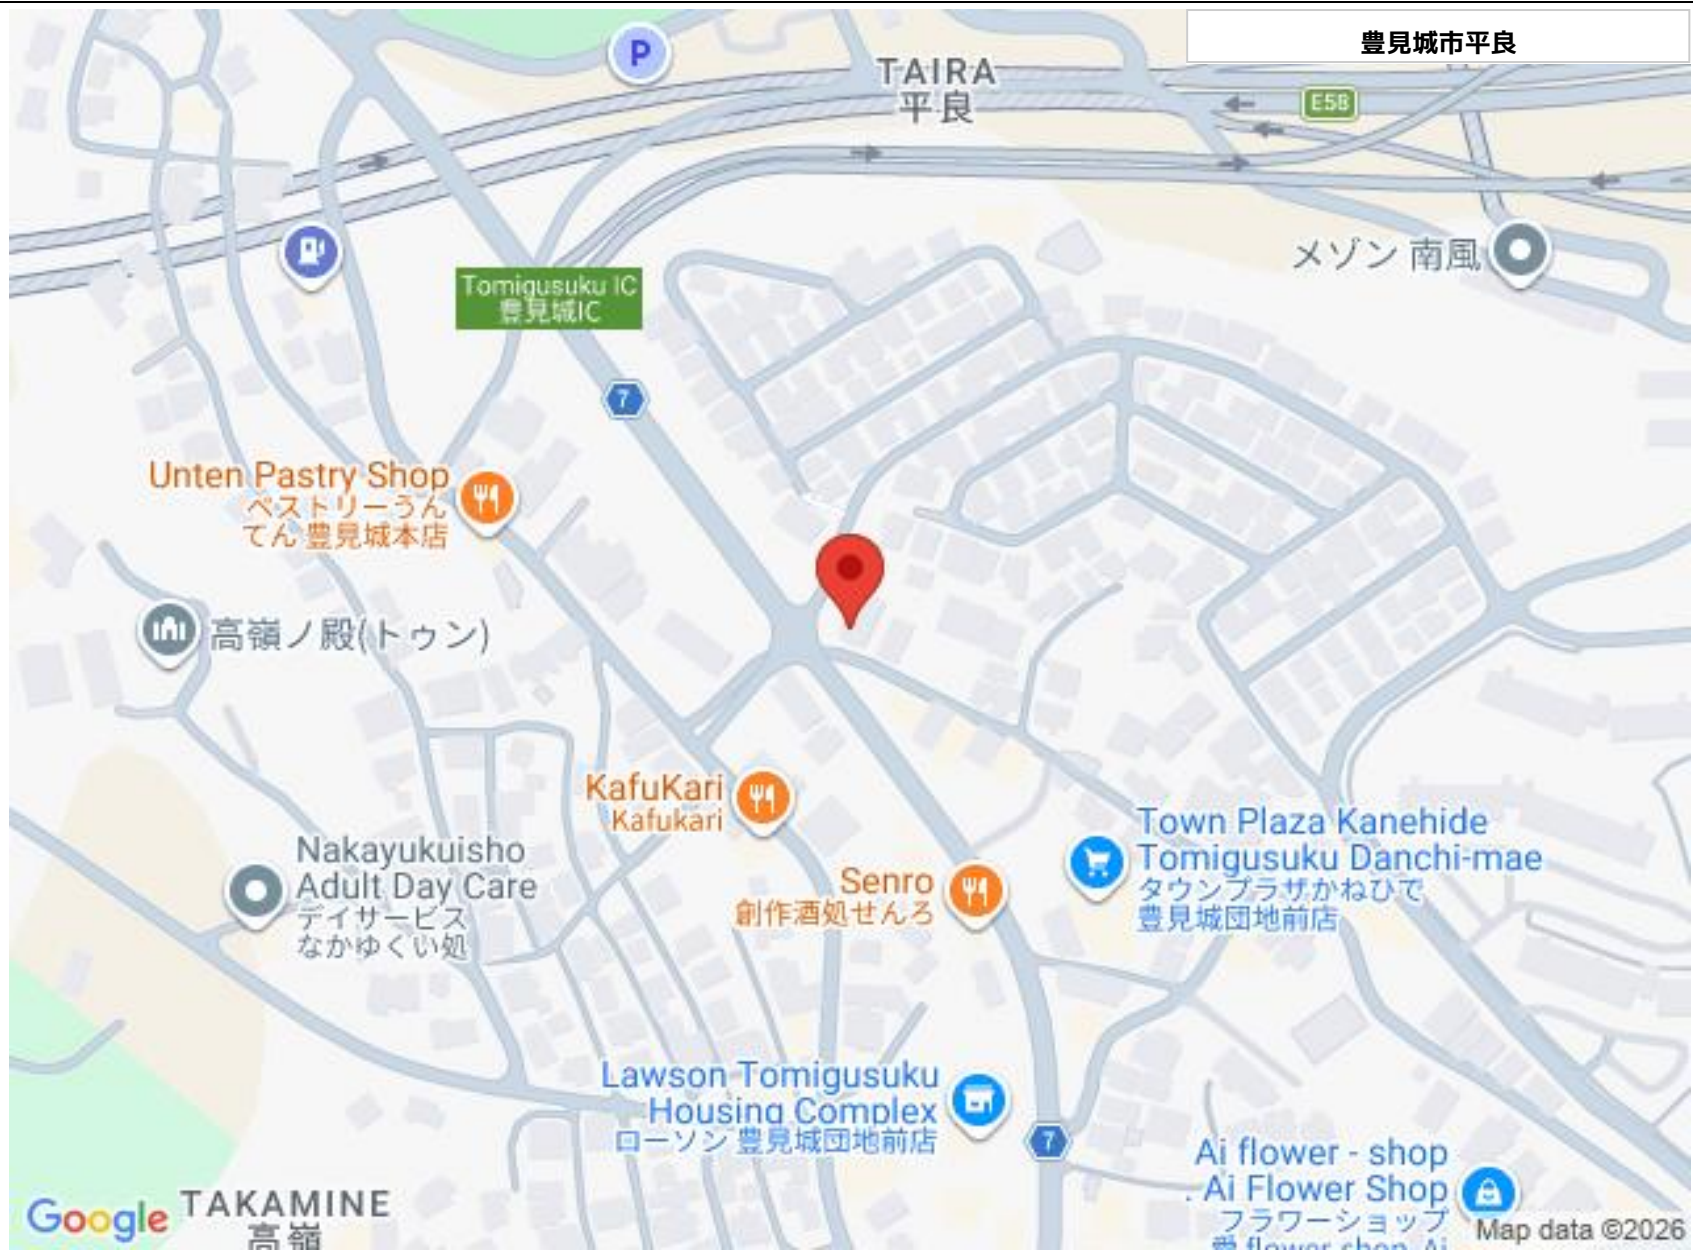 豊見城市平良
P
TAIRA
平良
E58
メゾン 南風
Tomigusuku IC
豊見城IC
7
Unten Pastry Shop
ペストリーうん
てん 豊見城本店
高嶺ノ殿(トゥン)
KafuKari
Kafukari
Town Plaza Kanehide
Tomigusuku Danchi-mae
タウンプラザかねひで
豊見城団地前店
Nakayukuisho
Adult Day Care
デイサービス
なかゆくい処
Senro
創作酒処せんろ
Lawson Tomigusuku
Housing Complex
ローソン 豊見城団地前店
7
Ai flower - shop
. Ai Flower Shop
フラワーショップ
愛 flower shop Ai
TAKAMINE
高嶺
Google
Map data ©2026